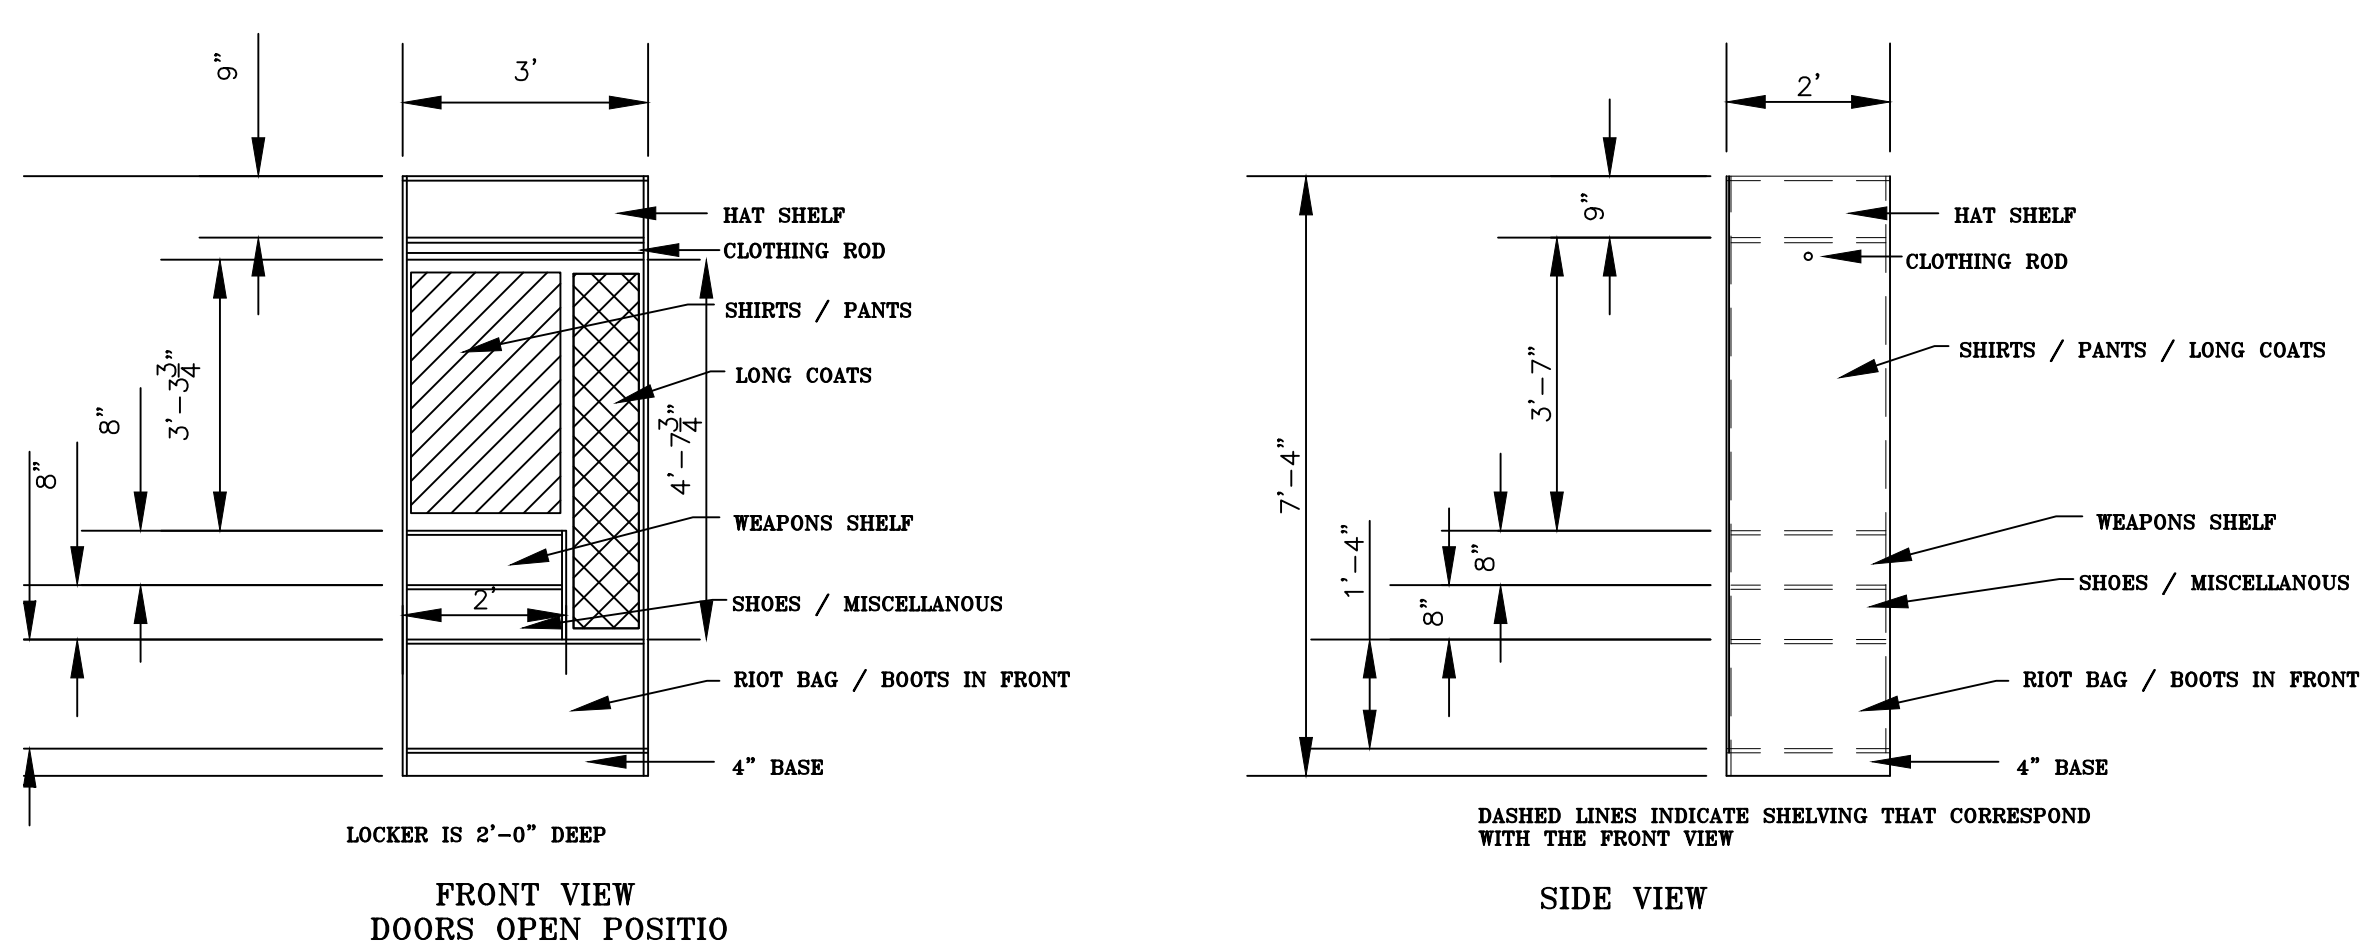 9"
3'
HAT SHELF
CLOTHING ROD
SHIRTS / PANTS
LONG COATS
3'-3 3/4"
8"
8"
4'-7 3/4"
WEAPONS SHELF
2'
SHOES / MISCELLANOUS
RIOT BAG / BOOTS IN FRONT
4" BASE
LOCKER IS 2'-0" DEEP
FRONT VIEW
DOORS OPEN POSITIO
2'
9"
HAT SHELF
CLOTHING ROD
SHIRTS / PANTS / LONG COATS
3'-7"
7'-4"
WEAPONS SHELF
8"
1'-4"
SHOES / MISCELLANOUS
8"
RIOT BAG / BOOTS IN FRONT
4" BASE
DASHED LINES INDICATE SHELVING THAT CORRESPOND
WITH THE FRONT VIEW
SIDE VIEW